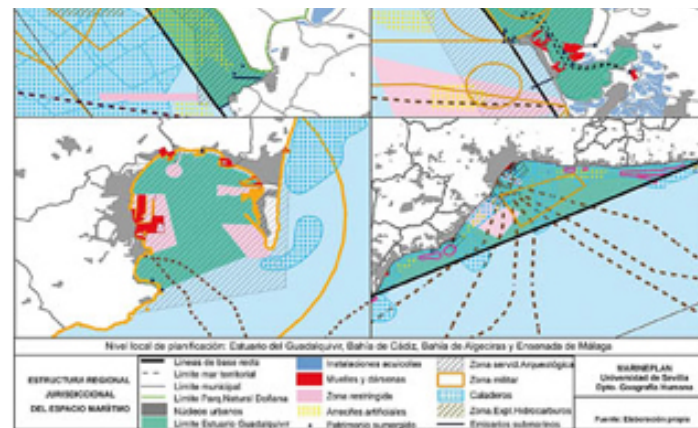 Nivel local de planificación: Estuario del Guadalquivir, Bahía de Cádiz, Bahía de Algeciras y Ensenada de Málaga
ESTRUCTURA REGIONAL
JURISDICCIONAL
DEL ESPACIO MARÍTIMO
Líneas de base recta
Límite mar territorial
Límite municipal
Límite Parq.Natural Doñana
Núcleos urbanos
Límite Estuario Guadalquivir
Instalaciones acuícolas
Muelles y dársenas
Zona restringida
Arrecifes artificiales
Patrimonio sumergido
Zona servid.Arqueológica
Zona militar
Caladeros
Zona.Expl.Hidrocarburos
Emisarios submarinos
MARINEPLAN
Universidad de Sevilla
Dpto. Geografía Humana
Fuente: Elaboración propia